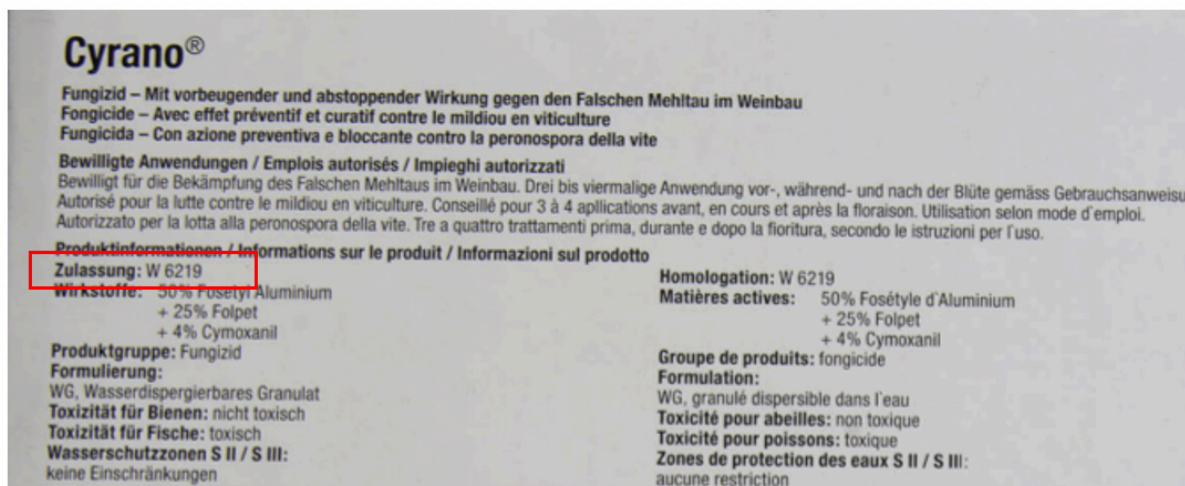 Cyrano®
Fungizid – Mit vorbeugender und abstoppender Wirkung gegen den Falschen Mehltau im Weinbau
Fongicide – Avec effet préventif et curatif contre le mildiou en viticulture
Fungicida – Con azione preventiva e bloccante contro la peronospora della vite
Bewilligte Anwendungen / Emplois autorisés / Impieghi autorizzati
Bewilligt für die Bekämpfung des Falschen Mehltaus im Weinbau. Drei bis viermalige Anwendung vor-, während- und nach der Blüte gemäss Gebrauchsanweisu
Autorisé pour la lutte contre le mildiou en viticulture. Conseillé pour 3 à 4 apllications avant, en cours et après la floraison. Utilisation selon mode d'emploi.
Autorizzato per la lotta alla peronospora della vite. Tre a quattro trattamenti prima, durante e dopo la fioritura, secondo le istruzioni per l'uso.
Produktinformationen / Informations sur le produit / Informazioni sul prodotto
Zulassung: W 6219
Wirkstoffe: 50% Fosetyl Aluminium
+ 25% Folpet
+ 4% Cymoxanil
Produktgruppe: Fungizid
Formulierung:
WG, Wasserdispergierbares Granulat
Toxizität für Bienen: nicht toxisch
Toxizität für Fische: toxisch
Wasserschutzzonen S II / S III:
keine Einschränkungen
Homologation: W 6219
Matières actives: 50% Fosétyle d'Aluminium
+ 25% Folpet
+ 4% Cymoxanil
Groupe de produits: fongicide
Formulation:
WG, granulé dispersible dans l'eau
Toxicité pour abeilles: non toxique
Toxicité pour poissons: toxique
Zones de protection des eaux S II / S III:
aucune restriction